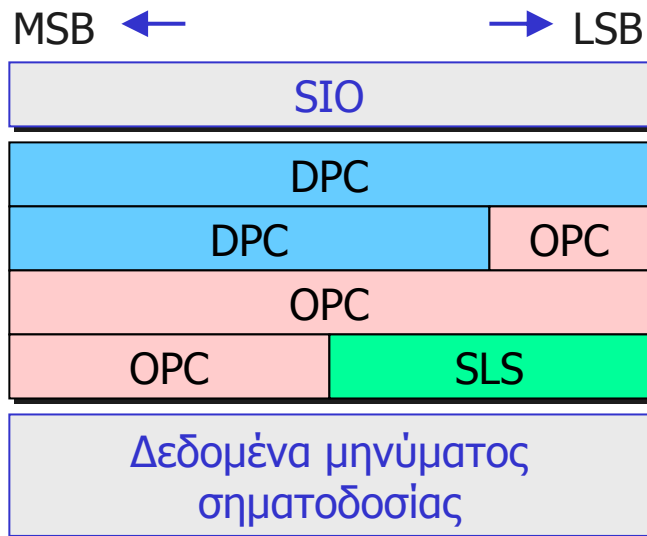 MSB LSB
SIO
DPC
DPC OPC
OPC
OPC SLS
Δεδομένα μηνύματος
σηματοδοσίας